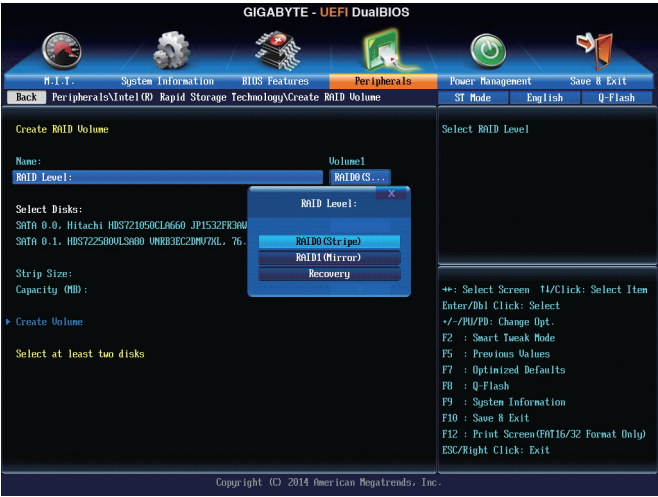 GIGABYTE - UEFI DualBIOS
M.I.T.
System Information
BIOS Features
Peripherals
Power Management
Save & Exit
Back Peripherals\Intel(R) Rapid Storage Technology\Create RAID Volume
ST Mode English Q-Flash
Create RAID Volume
Name: Volume1
RAID Level: RAID0(S...
Select Disks:
SATA 0.0, Hitachi HDS721050CLA660 JP1532FR3AW
SATA 0.1, HDS722580VLSA80 VNRB3EC2DMV7XL, 76.
Strip Size:
Capacity (MB):
Create Volume
Select at least two disks
X
RAID Level:
RAID0(Stripe)
RAID1(Mirror)
Recovery
Select RAID Level
→←: Select Screen ↑↓/Click: Select Item
Enter/Dbl Click: Select
+/-/PU/PD: Change Opt.
F2 : Smart Tweak Mode
F5 : Previous Values
F7 : Optimized Defaults
F8 : Q-Flash
F9 : System Information
F10 : Save & Exit
F12 : Print Screen(FAT16/32 Format Only)
ESC/Right Click: Exit
Copyright (C) 2014 American Megatrends, Inc.